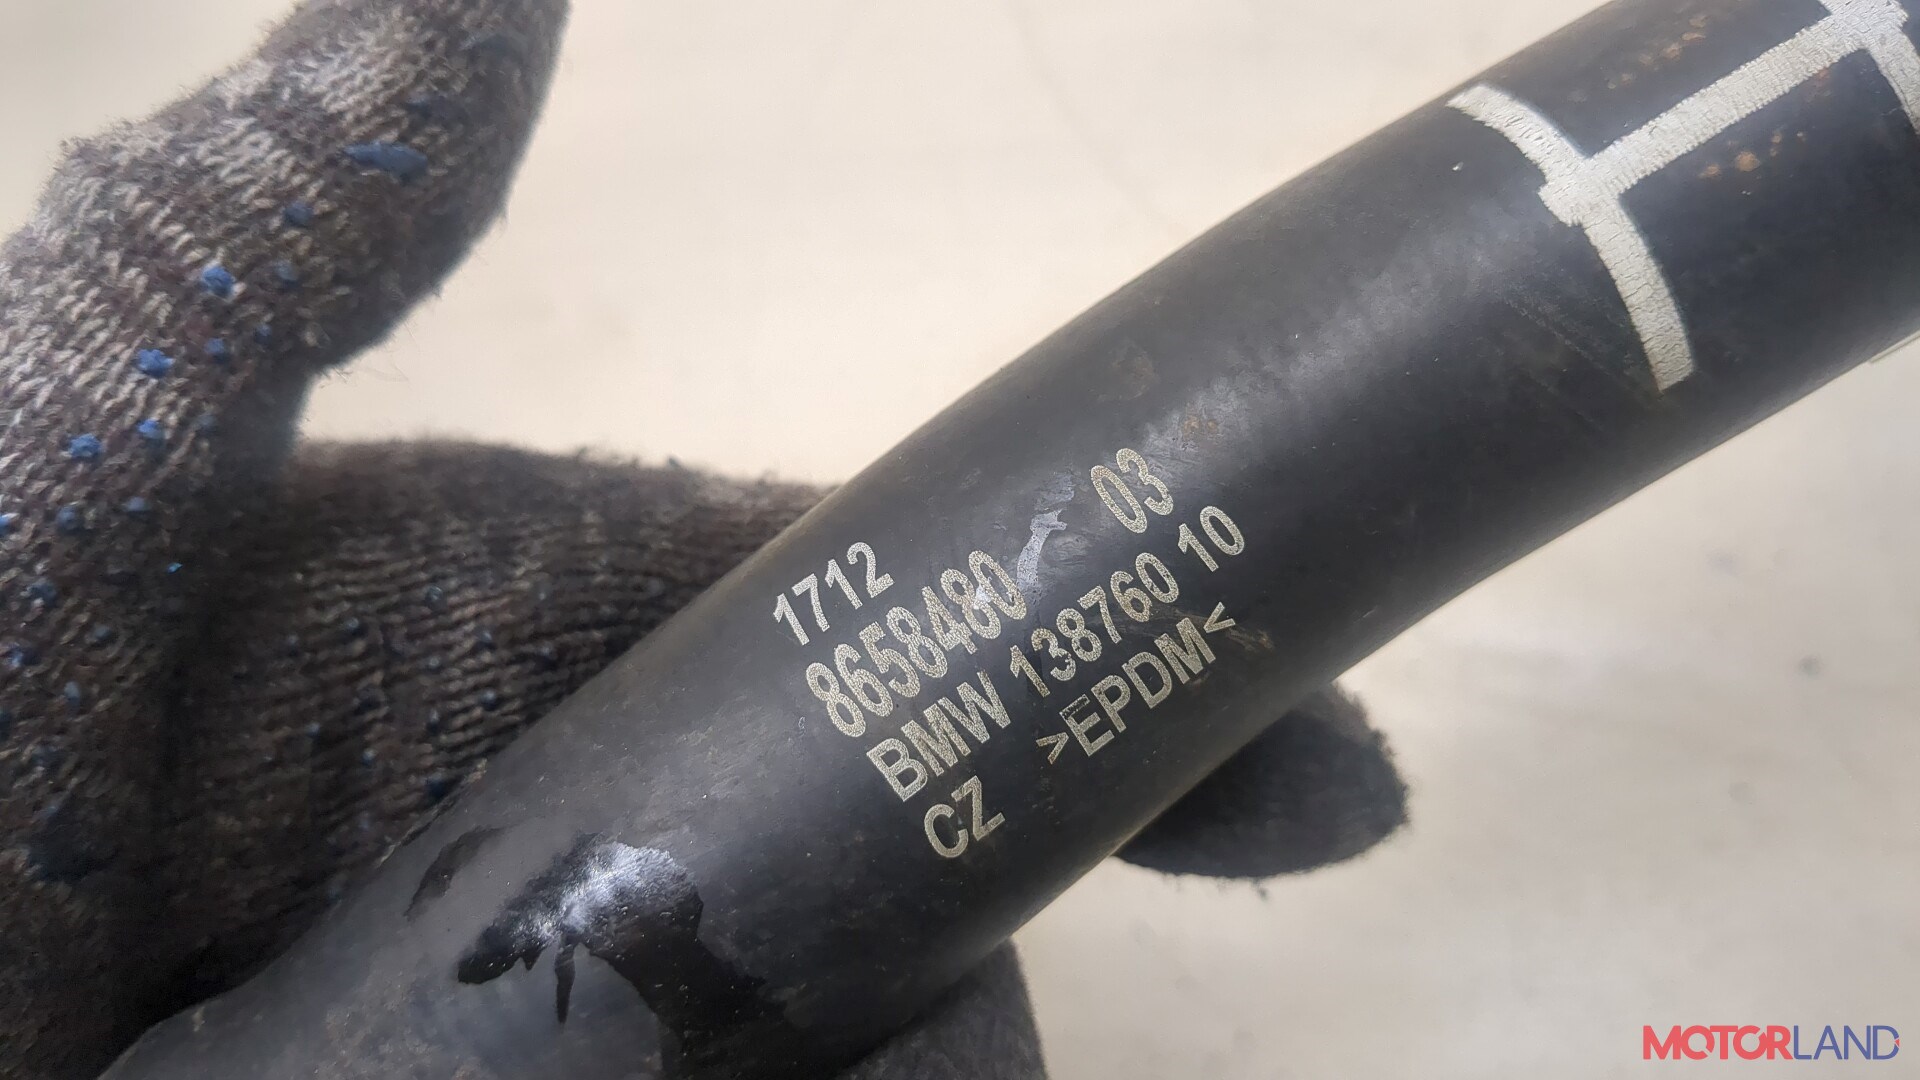 1712
8658480 03
BMW 138760 10
CZ >EPDM<
MOTORLAND